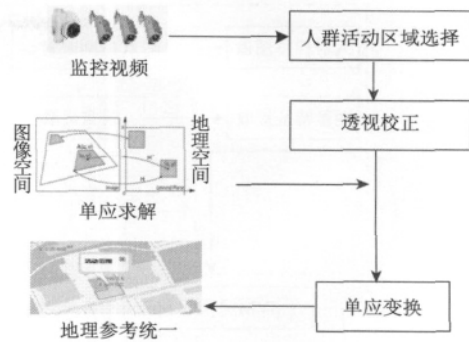 监控视频
人群活动区域选择
透视校正
图像空间
地理空间
单应求解
单应变换
地理参考统一